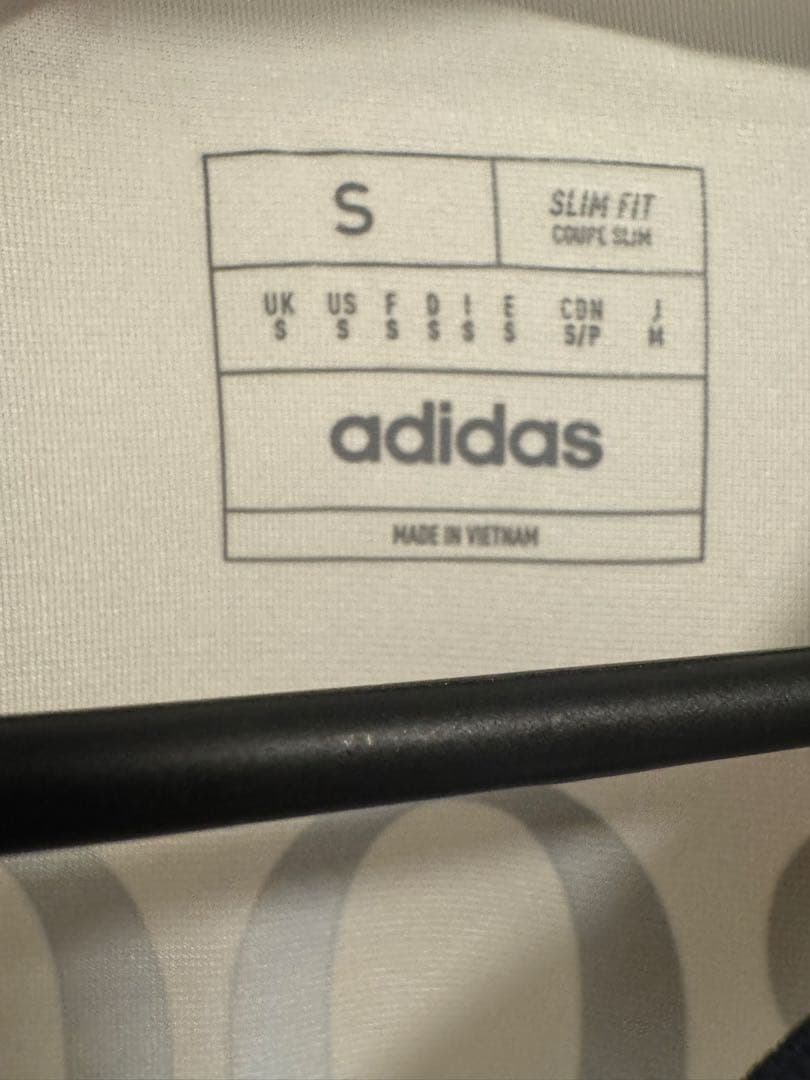 S
SLIM FIT
COUPE SLIM
UK US F D I E CDN J
S S S S S S S/P M
adidas
MADE IN VIETNAM